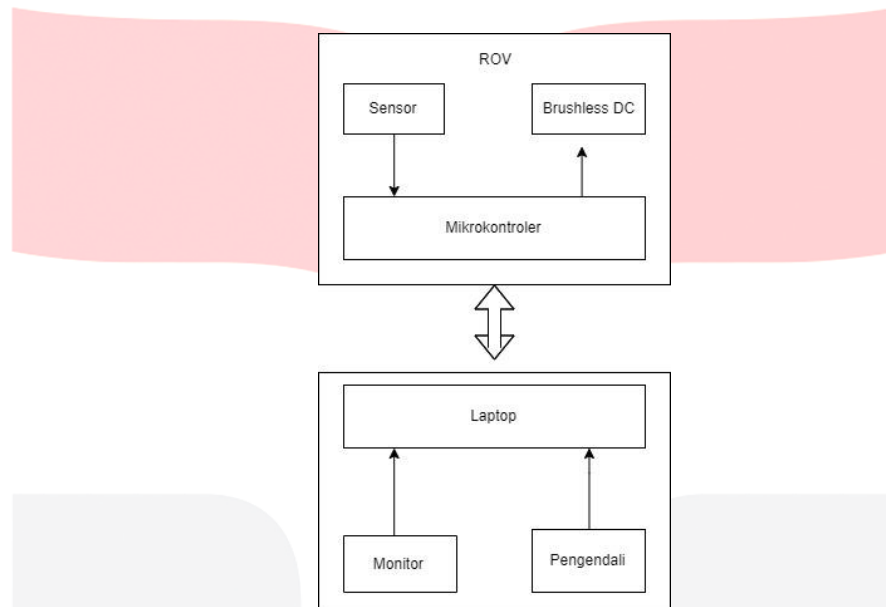 ROV
Sensor
Brushless DC
Mikrokontroler
Laptop
Monitor
Pengendali